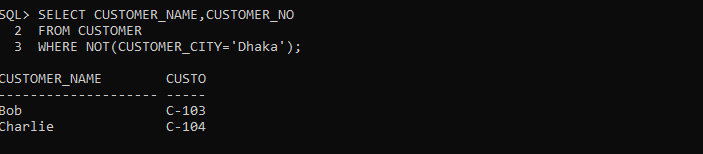 SQL> SELECT CUSTOMER_NAME,CUSTOMER_NO
  2  FROM CUSTOMER
  3  WHERE NOT(CUSTOMER_CITY='Dhaka');

CUSTOMER_NAME        CUSTO
-------------------- -----
Bob                  C-103
Charlie              C-104